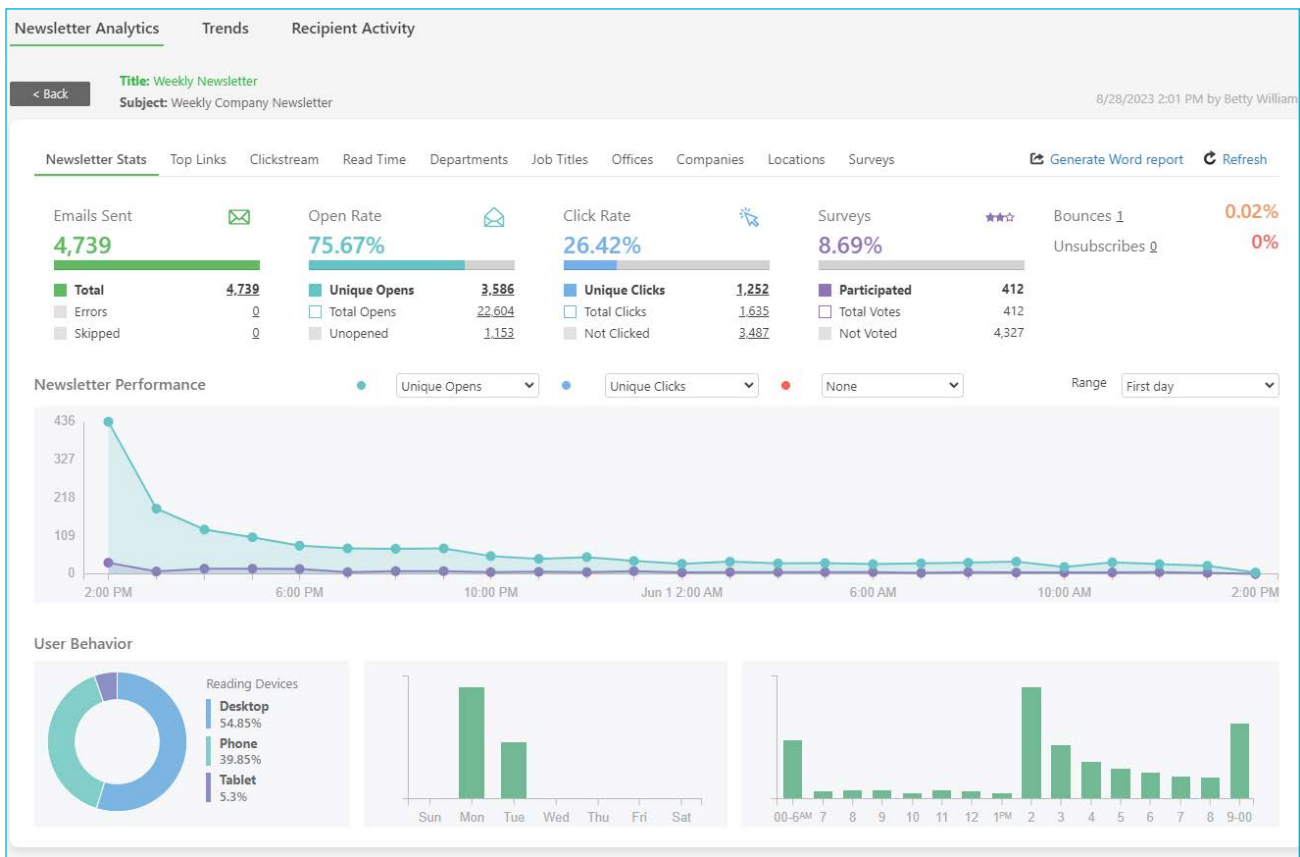 Newsletter Analytics Trends Recipient Activity
< Back
Title: Weekly Newsletter
Subject: Weekly Company Newsletter
8/28/2023 2:01 PM by Betty William
Newsletter Stats Top Links Clickstream Read Time Departments Job Titles Offices Companies Locations Surveys Generate Word report Refresh
Emails Sent
4,739
Total 4,739
Errors 0
Skipped 0
Open Rate
75.67%
Unique Opens 3,586
Total Opens 22,604
Unopened 1,153
Click Rate
26.42%
Unique Clicks 1,252
Total Clicks 1,635
Not Clicked 3,487
Surveys
8.69%
Participated 412
Total Votes 412
Not Voted 4,327
Bounces 1 0.02%
Unsubscribes 0 0%
Newsletter Performance Unique Opens Unique Clicks None Range First day
436
327
218
109
0
2:00 PM 6:00 PM 10:00 PM Jun 1 2:00 AM 6:00 AM 10:00 AM 2:00 PM
User Behavior
Reading Devices
Desktop
54.85%
Phone
39.85%
Tablet
5.3%
Sun Mon Tue Wed Thu Fri Sat
00-6AM 7 8 9 10 11 12 1PM 2 3 4 5 6 7 8 9-00